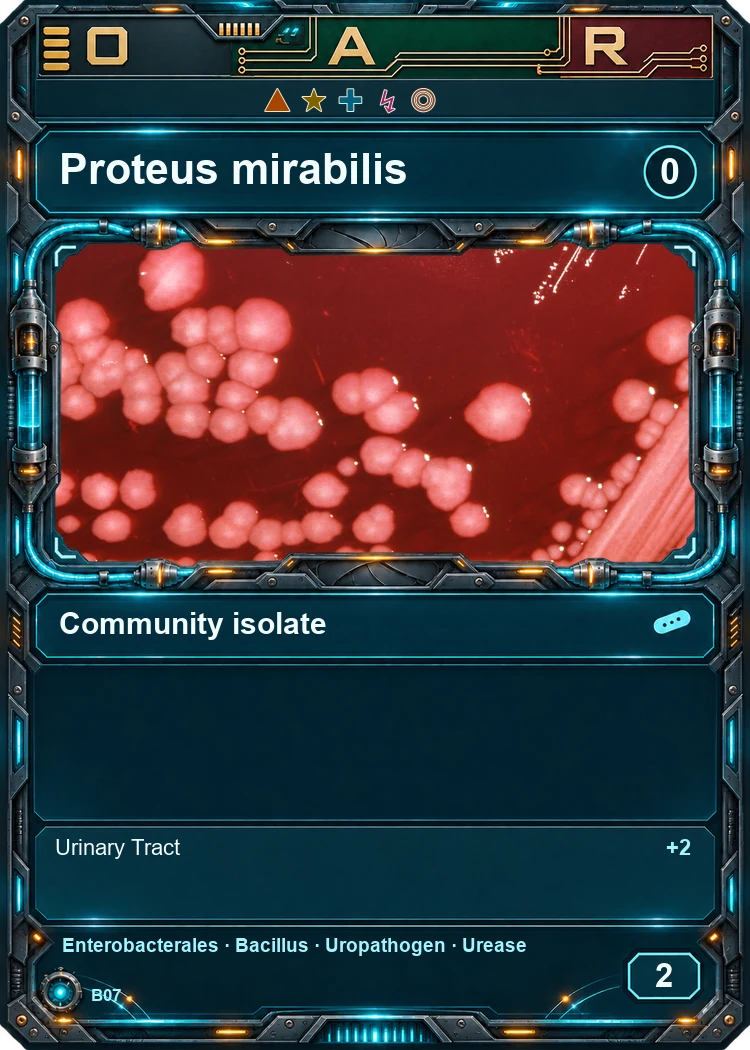 O A R
Proteus mirabilis 0
Community isolate
Urinary Tract +2
Enterobacterales · Bacillus · Uropathogen · Urease
B07 2